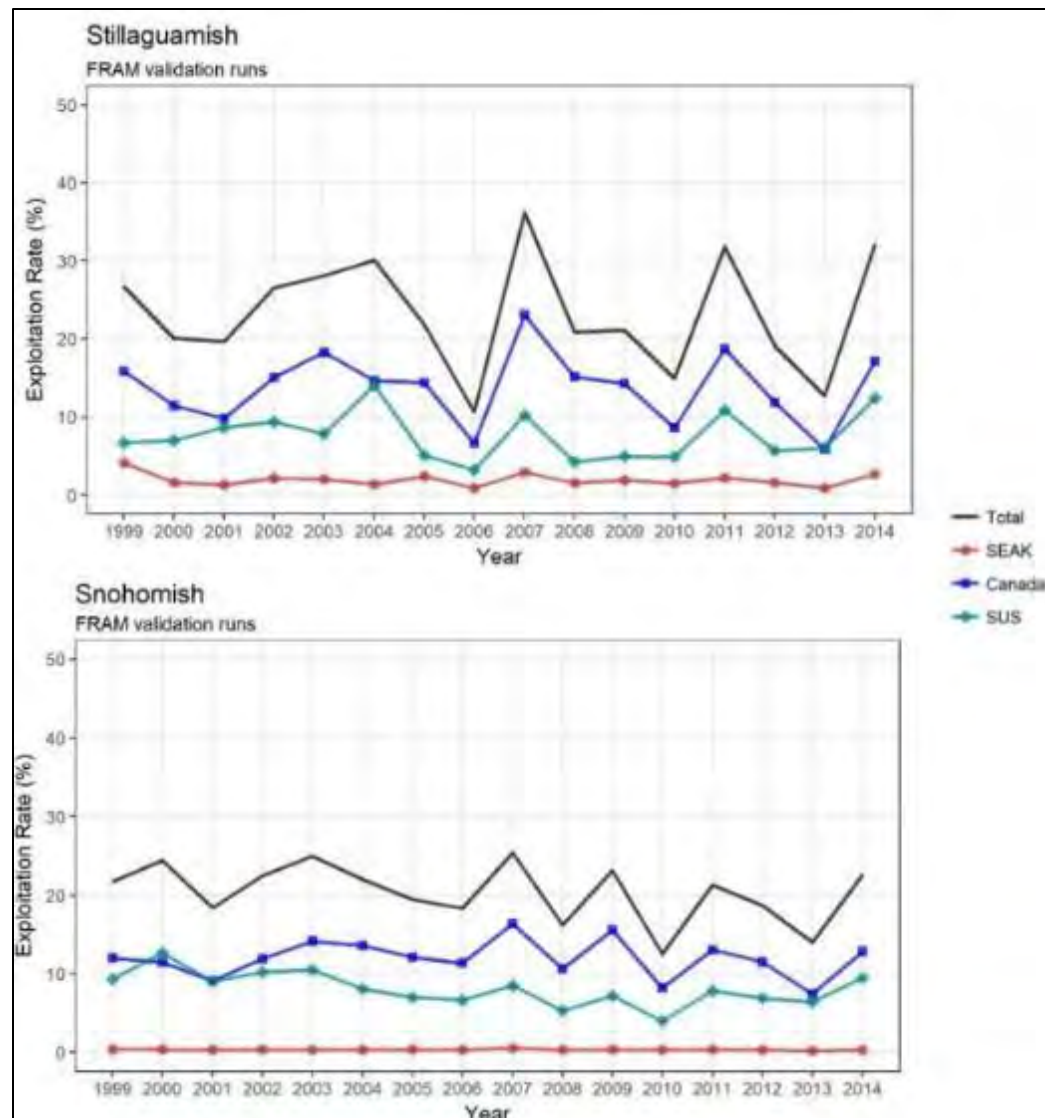 Stillaguamish
FRAM validation runs
50
40
30
20
10
0
Exploitation Rate (%)
1999 2000 2001 2002 2003 2004 2005 2006 2007 2008 2009 2010 2011 2012 2013 2014
Year
Total
SEAK
Canada
SUS
Snohomish
FRAM validation runs
50
40
30
20
10
0
Exploitation Rate (%)
1999 2000 2001 2002 2003 2004 2005 2006 2007 2008 2009 2010 2011 2012 2013 2014
Year